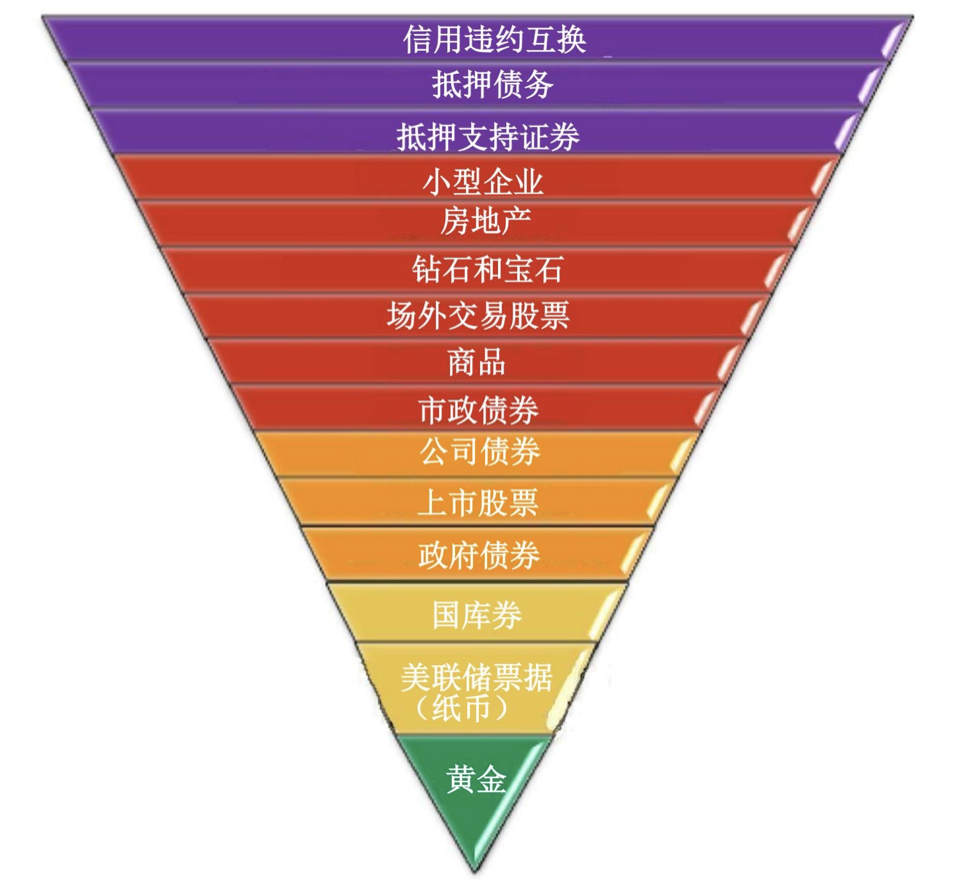 信用违约互换
抵押债务
抵押支持证券
小型企业
房地产
钻石和宝石
场外交易股票
商品
市政债券
公司债券
上市股票
政府债券
国库券
美联储票据
（纸币）
黄金